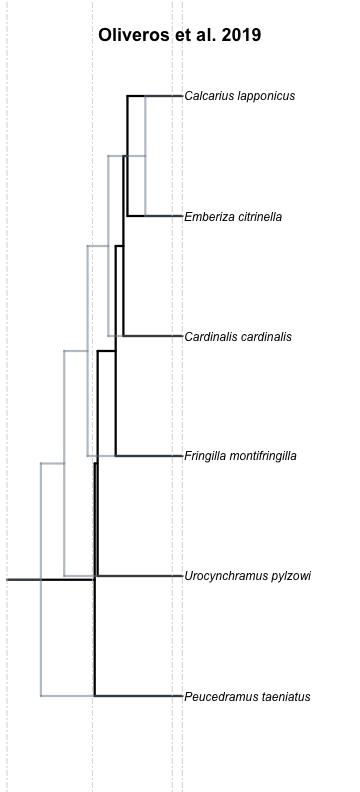 Oliveros et al. 2019
Calcarius lapponicus
Emberiza citrinella
Cardinalis cardinalis
Fringilla montifringilla
Urocynchramus pylzowi
Peucedramus taeniatus